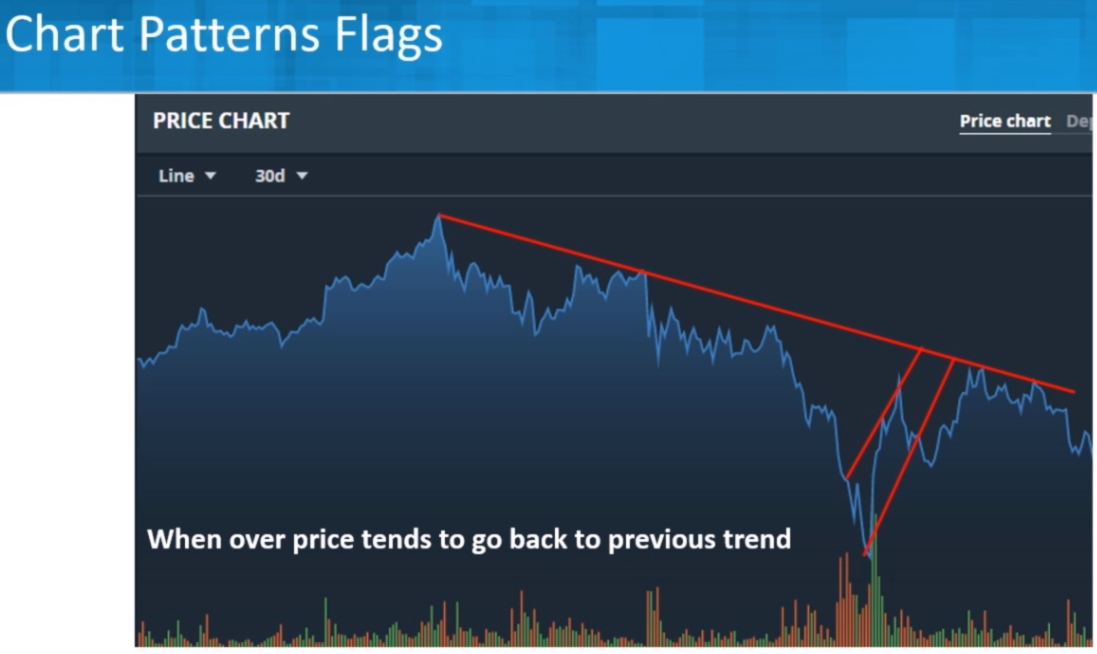 Chart Patterns Flags
PRICE CHART
Price chart
Line
30d
When over price tends to go back to previous trend